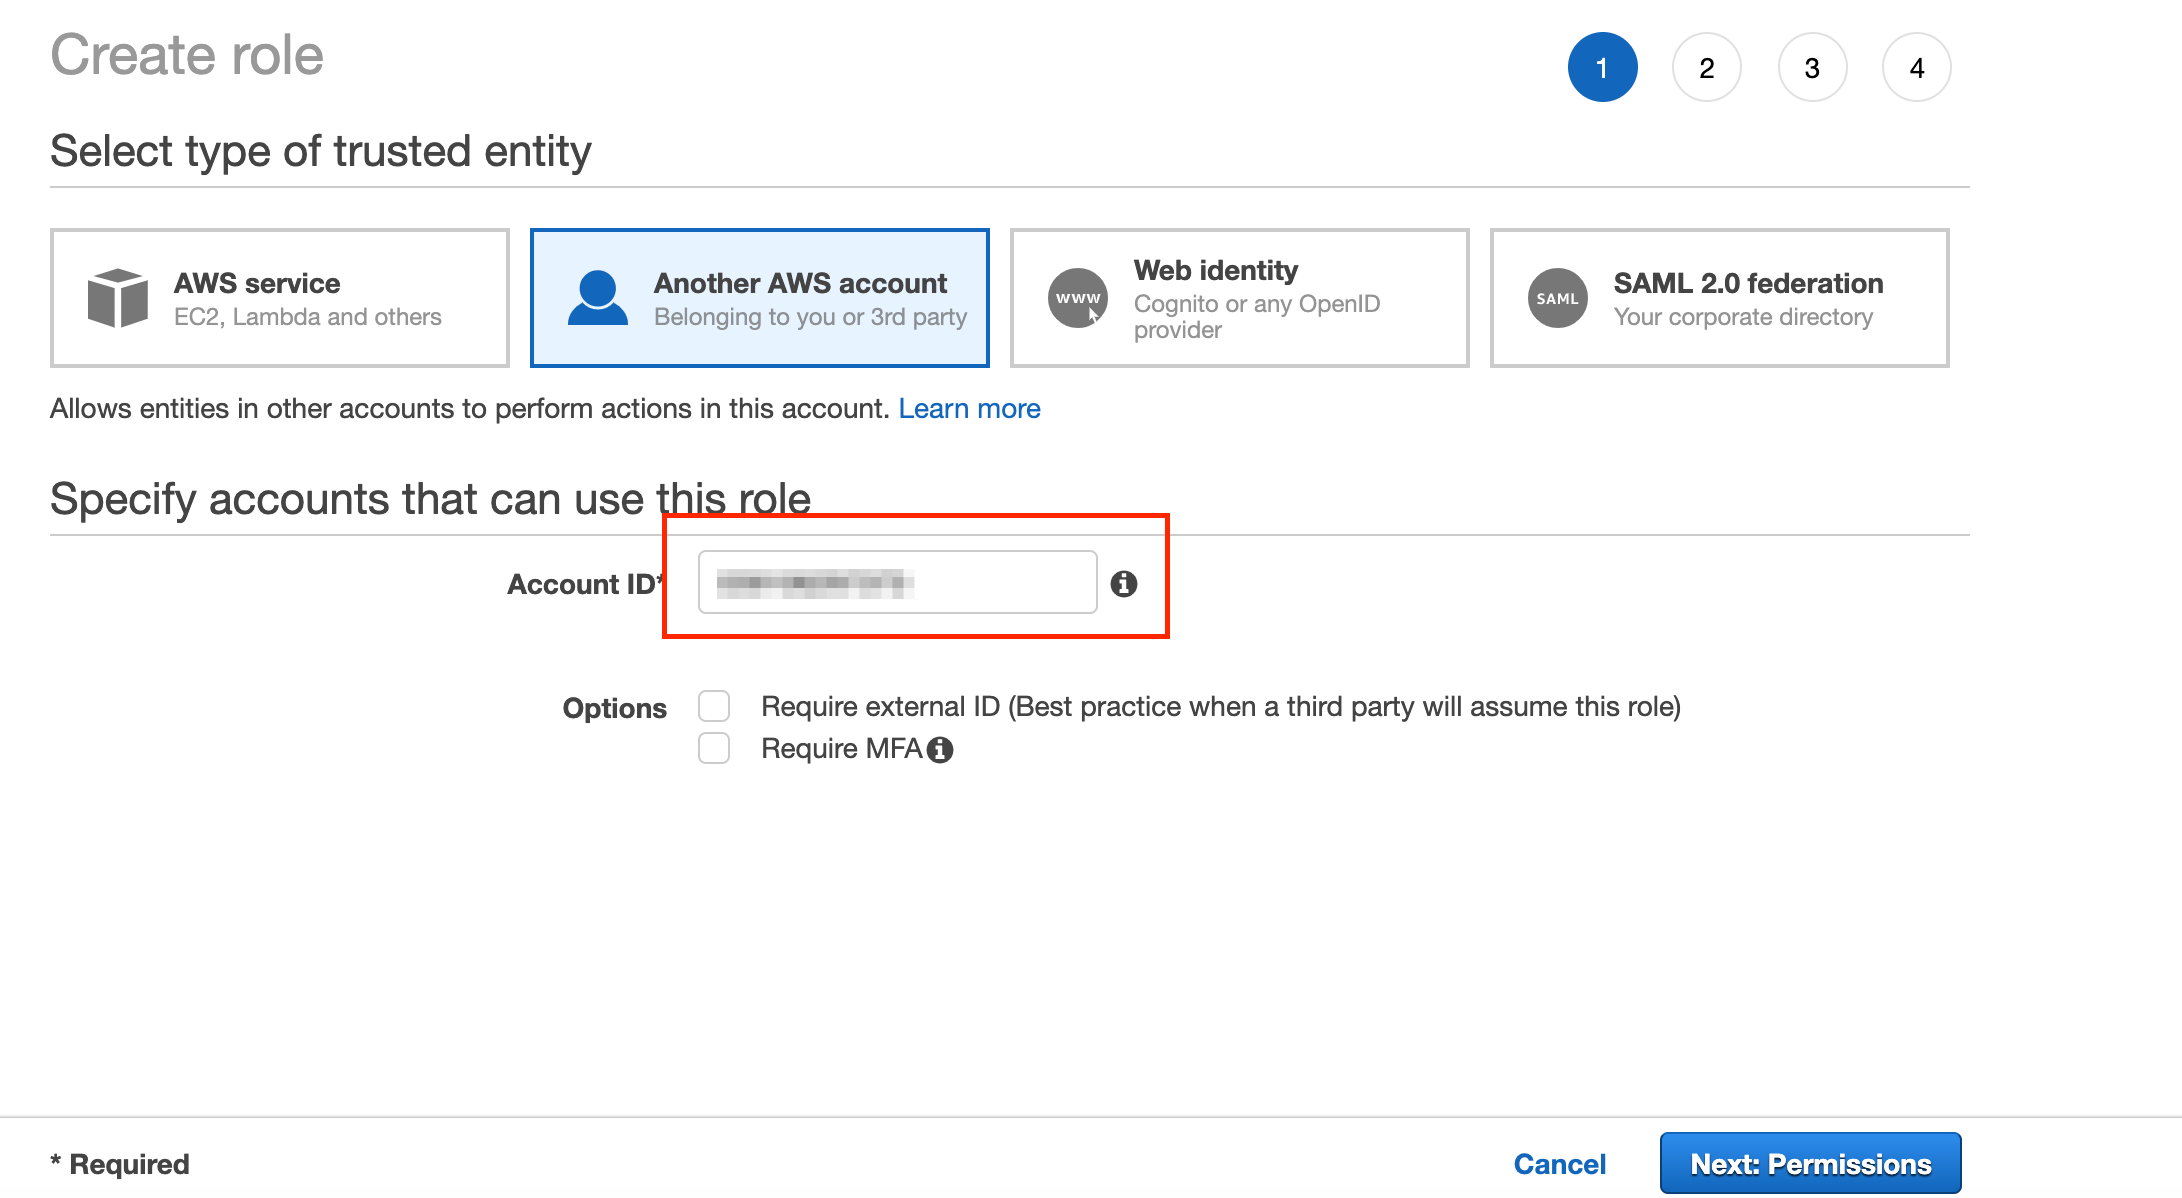 Create role
1 2 3 4
Select type of trusted entity
AWS service
EC2, Lambda and others
Another AWS account
Belonging to you or 3rd party
www
Web identity
Cognito or any OpenID
provider
SAML
SAML 2.0 federation
Your corporate directory
Allows entities in other accounts to perform actions in this account. Learn more
Specify accounts that can use this role
Account ID*
Options
Require external ID (Best practice when a third party will assume this role)
Require MFA
* Required
Cancel
Next: Permissions